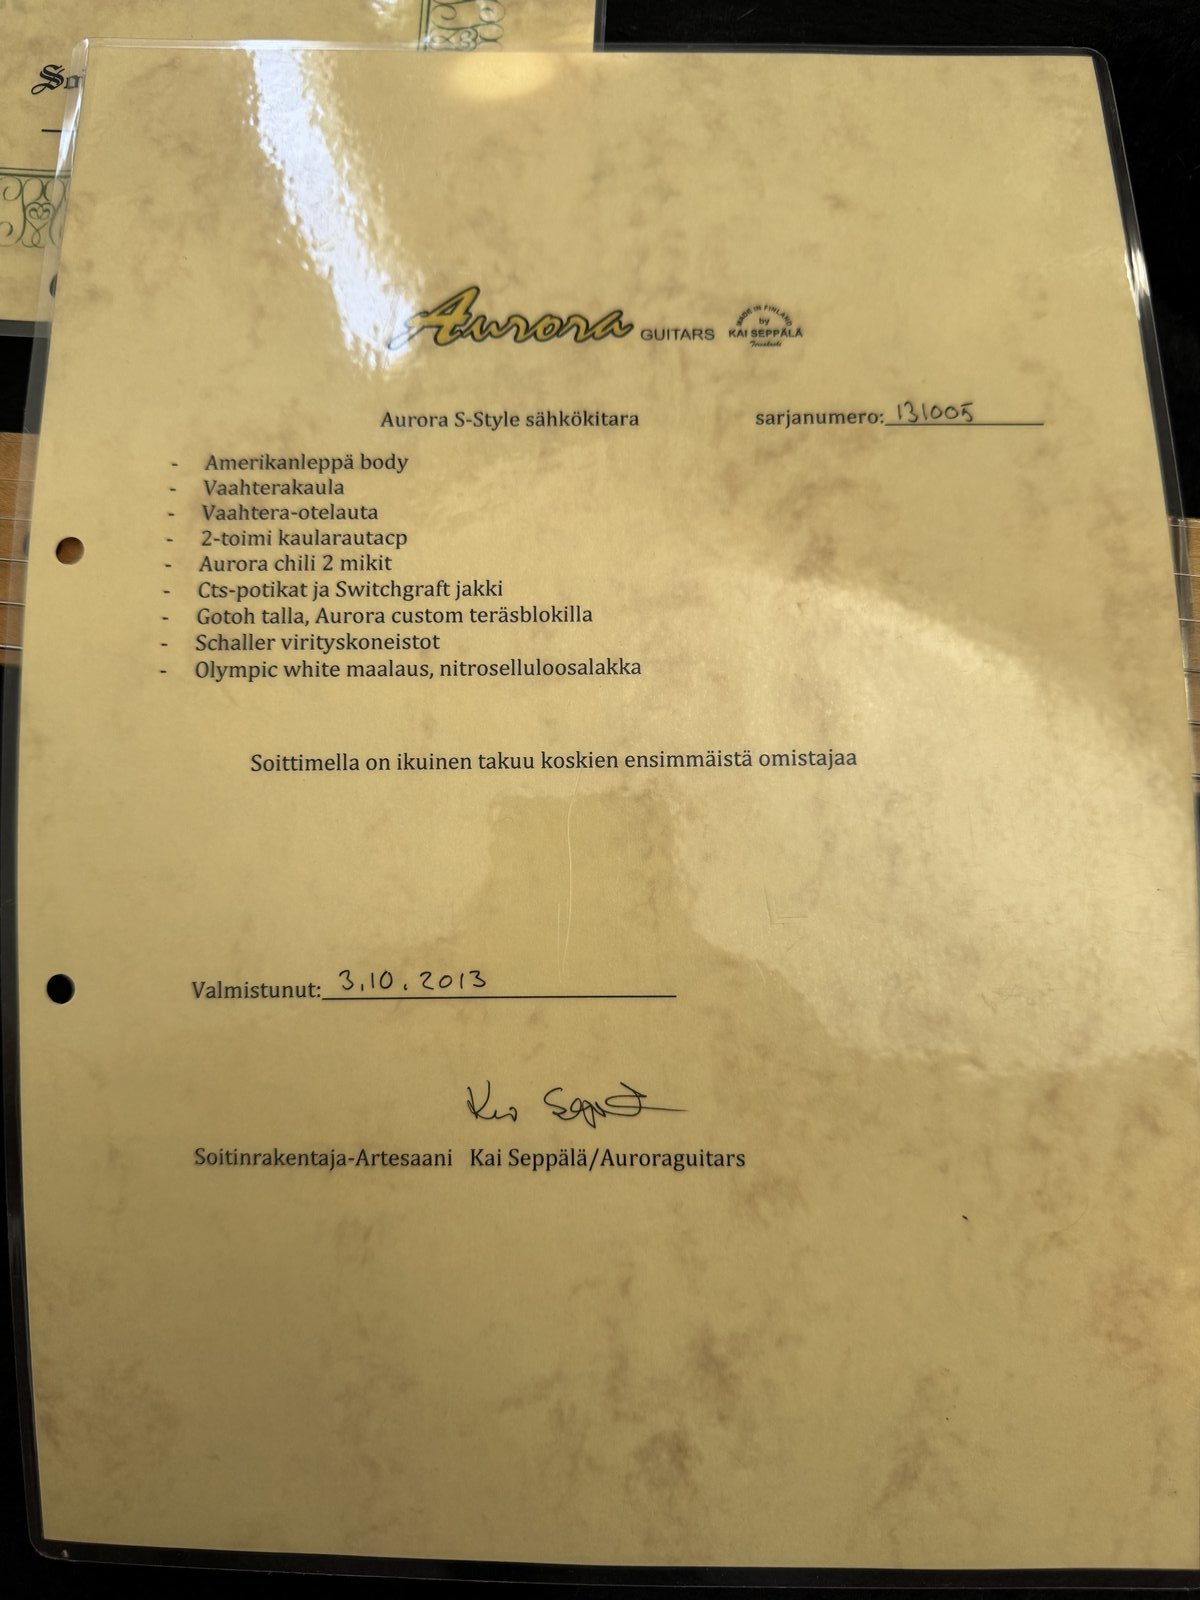 Aurora GUITARS MADE IN FINLAND by KAI SEPPÄLÄ
Aurora S-Style sähkökitara sarjanumero: 131005
- Amerikanleppä body
- Vaahterakaula
- Vaahtera-otelauta
- 2-toimi kaularautacp
- Aurora chili 2 mikit
- Cts-potikat ja Switchgraft jakki
- Gotoh talla, Aurora custom teräsblokilla
- Schaller virityskoneistot
- Olympic white maalaus, nitroselluloosalakka
Soittimella on ikuinen takuu koskien ensimmäistä omistajaa
Valmistunut: 3.10.2013
Soitinrakentaja-Artesaani Kai Seppälä/Auroraguitars